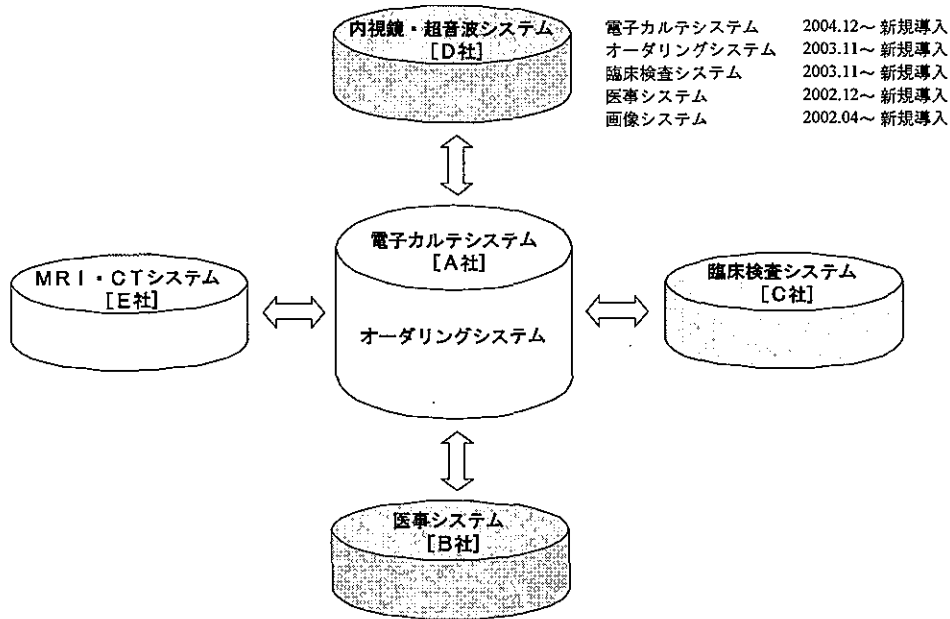 内視鏡・超音波システム
[D社]
電子カルテシステム 2004.12～ 新規導入
オーダリングシステム 2003.11～ 新規導入
臨床検査システム 2003.11～ 新規導入
医事システム 2002.12～ 新規導入
画像システム 2002.04～ 新規導入
電子カルテシステム
[A社]
オーダリングシステム
ＭＲＩ・ＣＴシステム
[E社]
臨床検査システム
[C社]
医事システム
[B社]